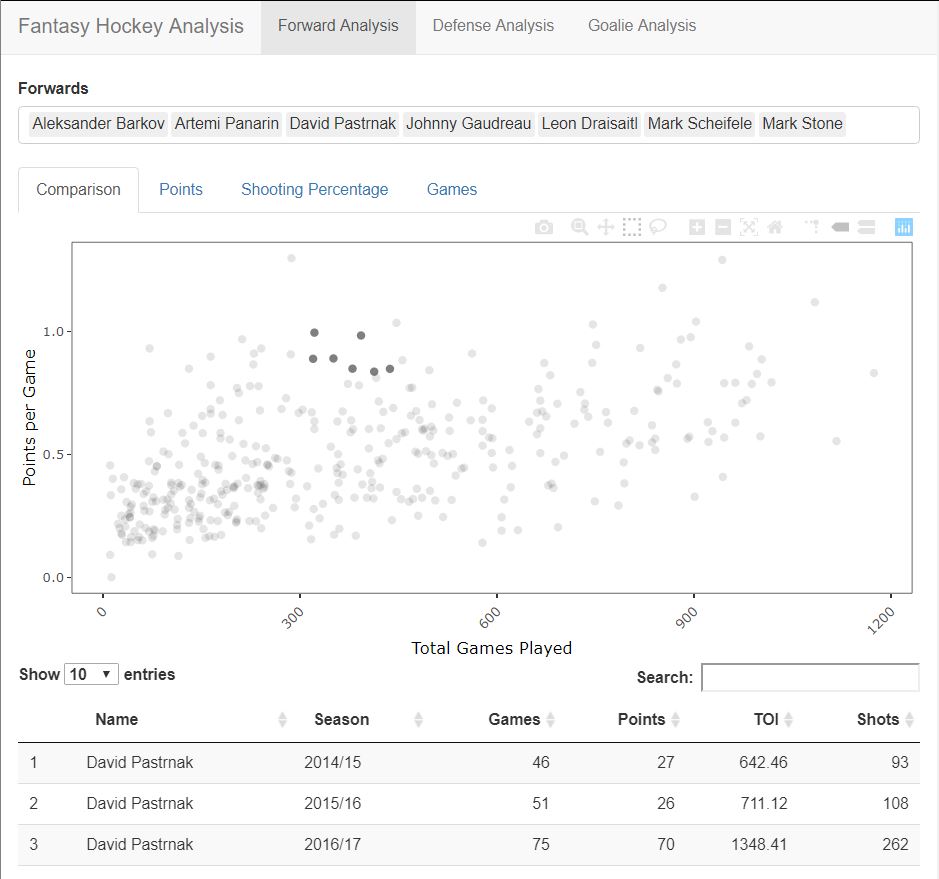 Fantasy Hockey Analysis Forward Analysis Defense Analysis Goalie Analysis
Forwards
Aleksander Barkov Artemi Panarin David Pastrnak Johnny Gaudreau Leon Draisaitl Mark Scheifele Mark Stone
Comparison Points Shooting Percentage Games
Points per Game
1.0
0.5
0.0
0 300 600 900 1200
Total Games Played
Show 10 entries Search:
Name Season Games Points TOI Shots
1 David Pastrnak 2014/15 46 27 642.46 93
2 David Pastrnak 2015/16 51 26 711.12 108
3 David Pastrnak 2016/17 75 70 1348.41 262